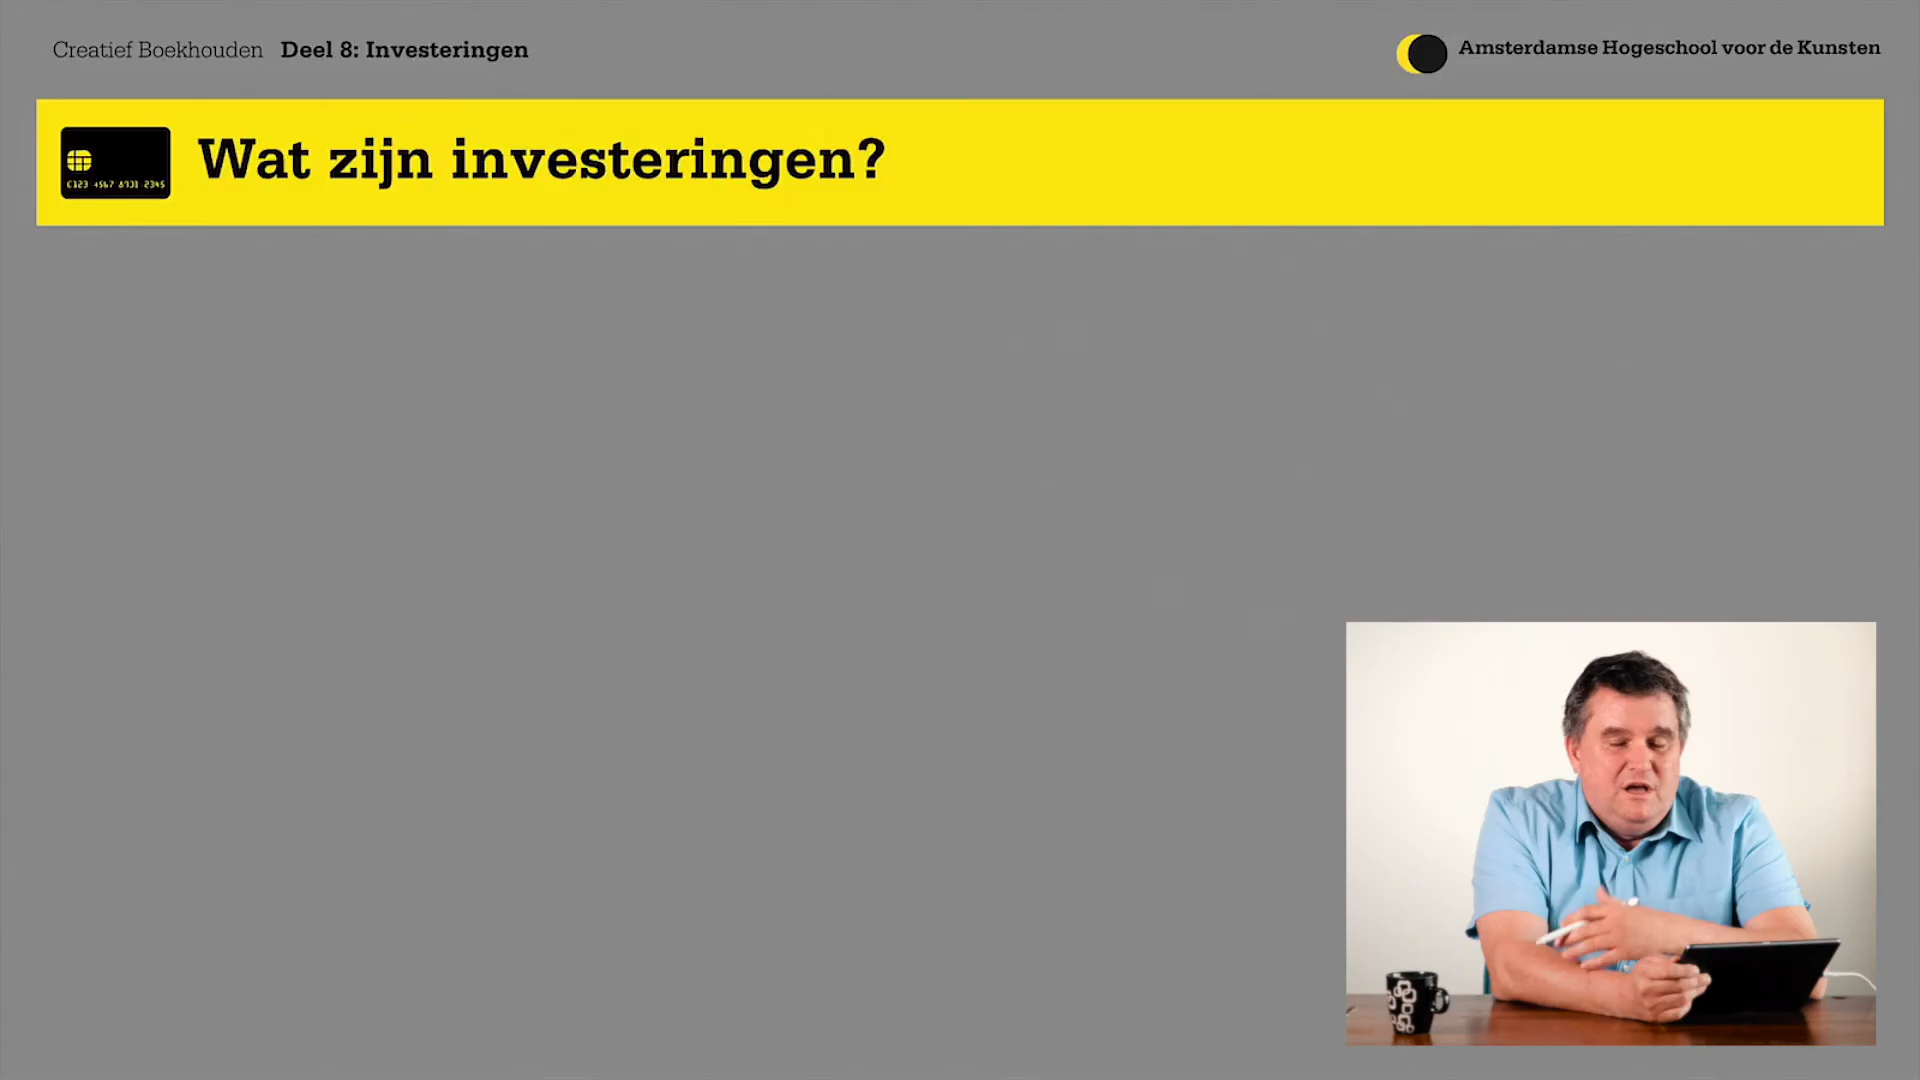 Creatief Boekhouden Deel 8: Investeringen
Amsterdamse Hogeschool voor de Kunsten
Wat zijn investeringen?